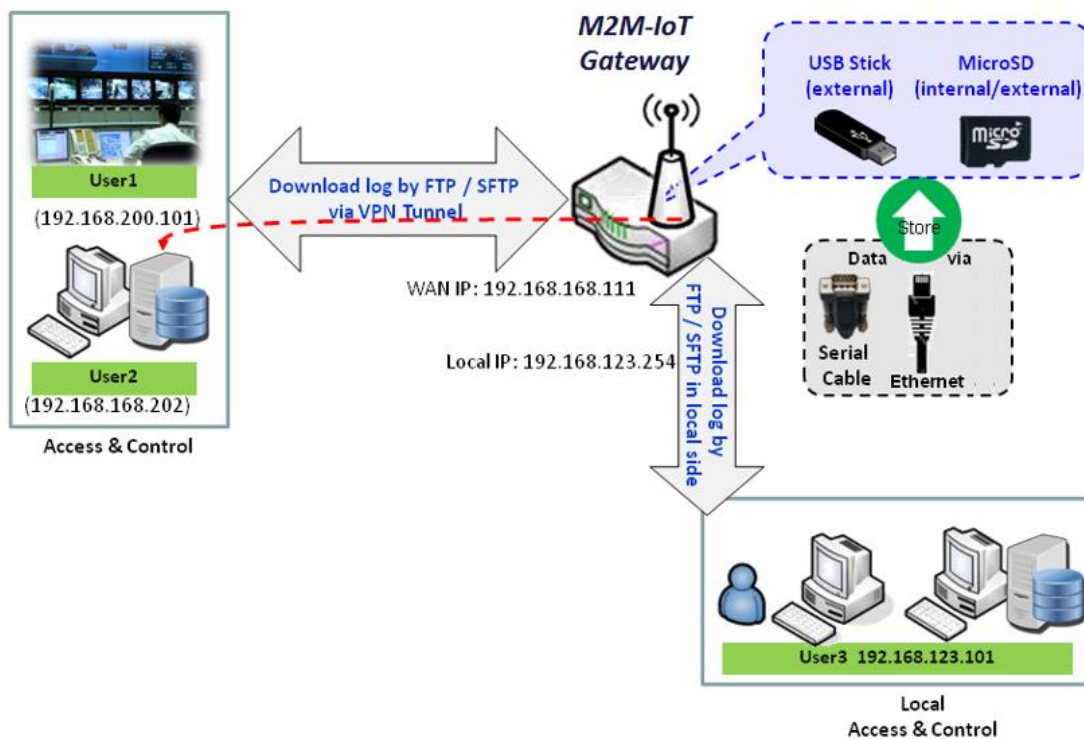 M2M-IoT
Gateway
USB Stick
(external)
MicroSD
(internal/external)
micro
SD
User1
(192.168.200.101)
Download log by FTP / SFTP
via VPN Tunnel
Store
Data via
Serial
Cable
Ethernet
WAN IP: 192.168.168.111
Local IP: 192.168.123.254
Download log by
FTP / SFTP in local side
User2
(192.168.168.202)
Access & Control
User3 192.168.123.101
Local
Access & Control